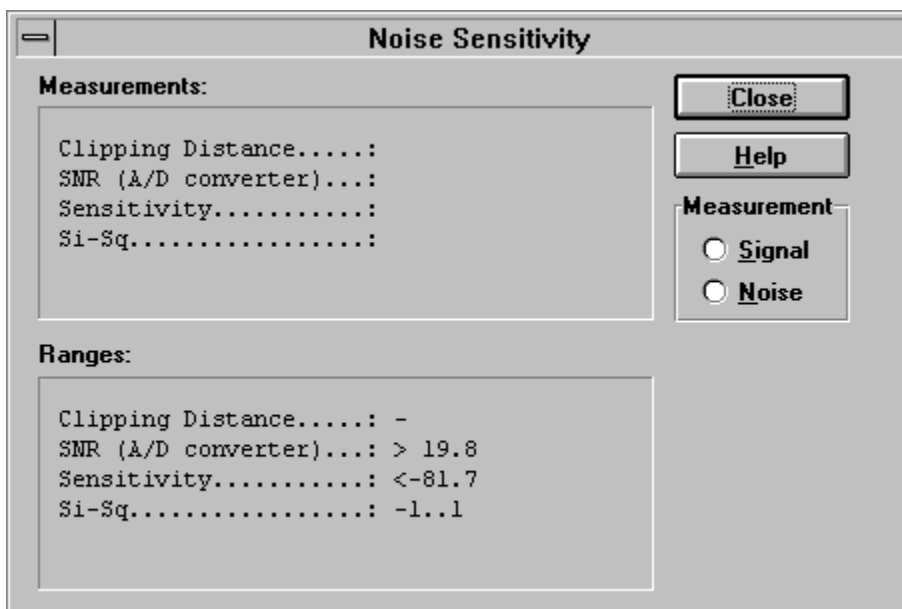 Noise Sensitivity
Measurements:
Clipping Distance.....:
SNR (A/D converter)...:
Sensitivity...........:
Si-Sq.................:
Close
Help
Measurement
Signal
Noise
Ranges:
Clipping Distance.....: -
SNR (A/D converter)...: > 19.8
Sensitivity...........: <-81.7
Si-Sq.................: -1..1